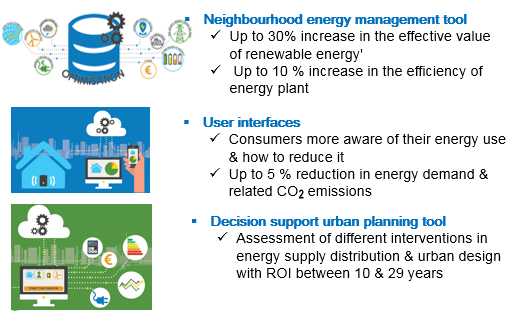 Neighbourhood energy management tool
✓ Up to 30% increase in the effective value
of renewable energy'
✓ Up to 10 % increase in the efficiency of
energy plant
OPTIMISATION
User interfaces
✓ Consumers more aware of their energy use
& how to reduce it
✓ Up to 5 % reduction in energy demand &
related CO2 emissions
Decision support urban planning tool
✓ Assessment of different interventions in
energy supply distribution & urban design
with ROI between 10 & 29 years